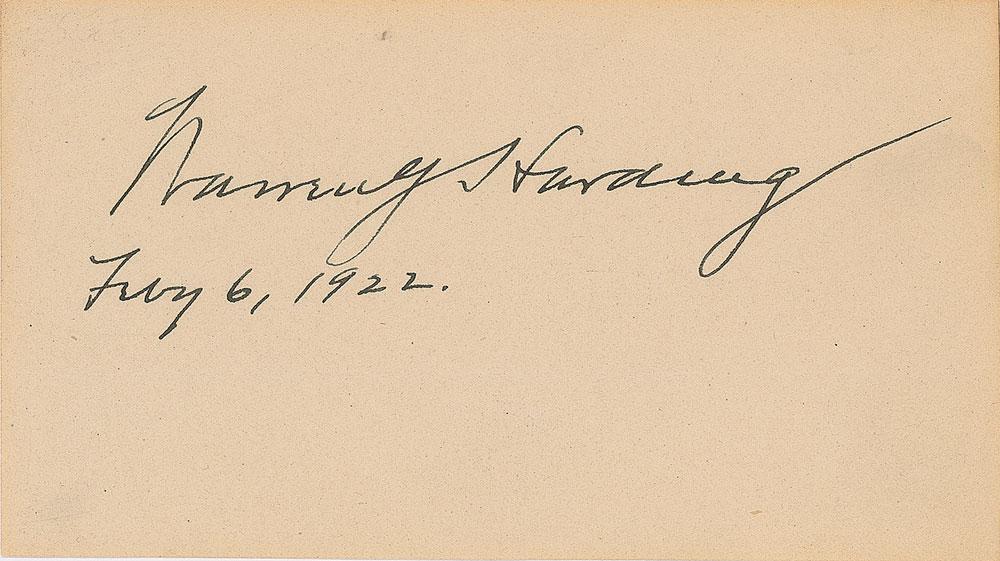 Warren G Harding
Feby 6, 1922.